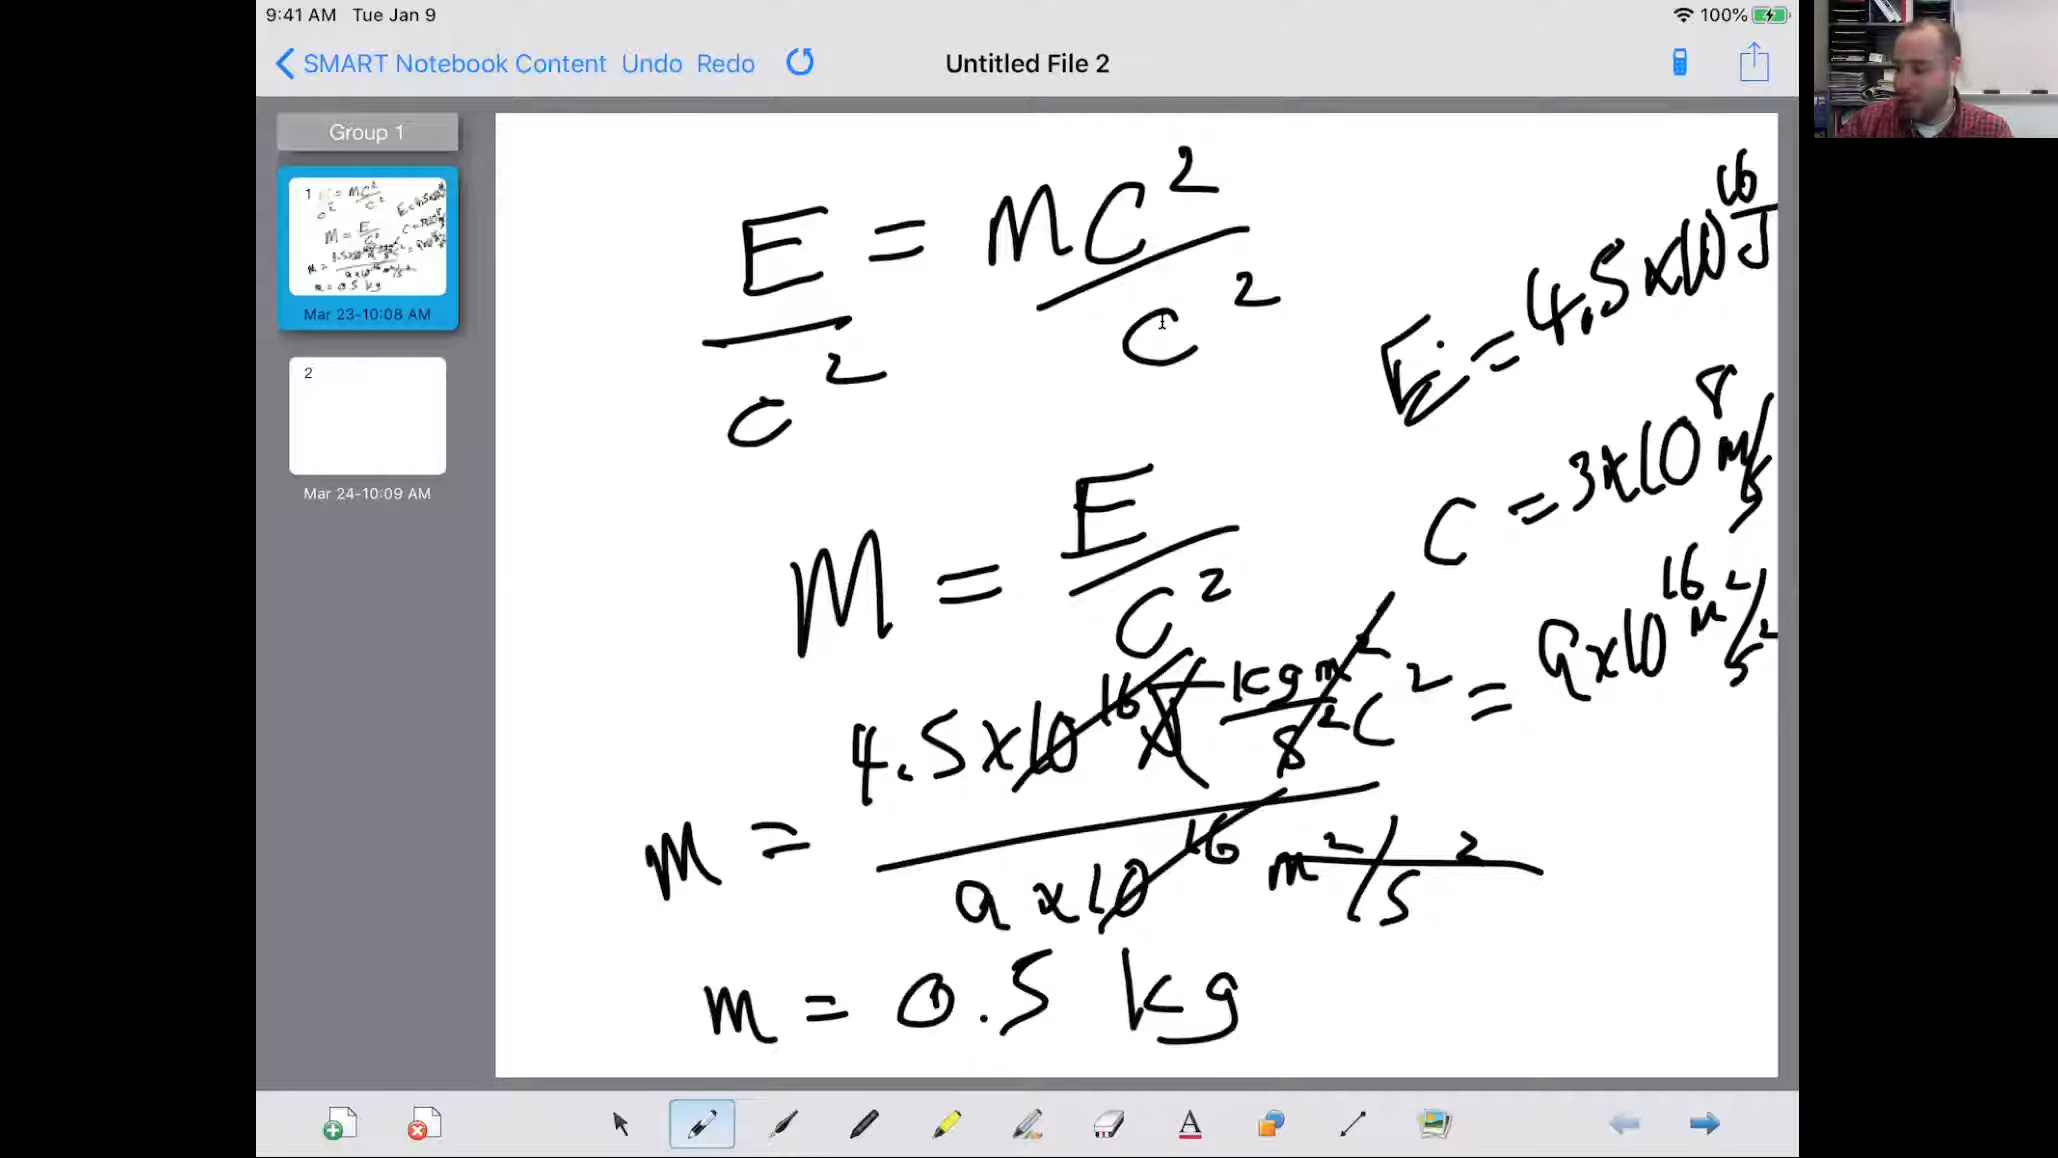 9:41 AM Tue Jan 9 100%
SMART Notebook Content Undo Redo Untitled File 2
Group 1
1
Mar 23-10:08 AM
2
Mar 24-10:09 AM
E/c² = MC²/c²
E = 4.5x10¹⁶ J
C = 3x10⁸ m/s
M = E/C²
C² = 9x10¹⁶ m²/s²
m = 4.5x10¹⁶ J kgm²/s²
9x10¹⁶ m²/s²
m = 0.5 kg
A